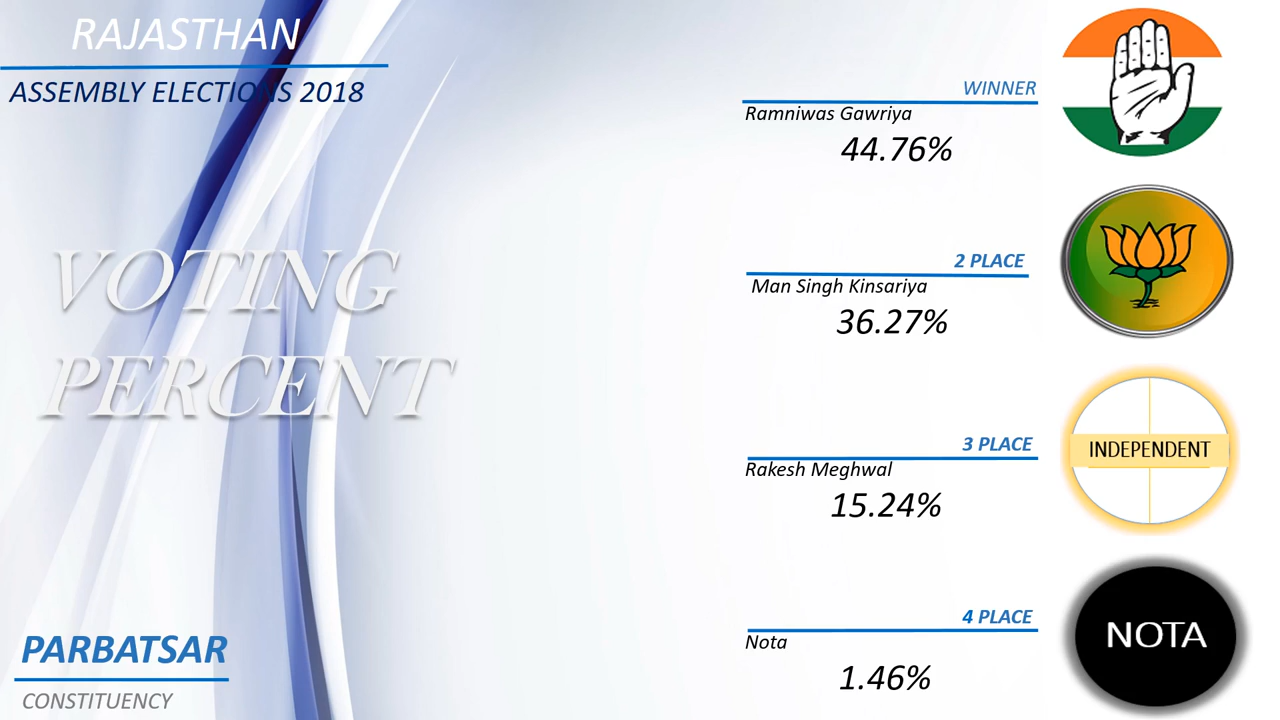 RAJASTHAN
ASSEMBLY ELECTIONS 2018
VOTING
PERCENT
PARBATSAR
CONSTITUENCY
WINNER
Ramniwas Gawriya
44.76%
2 PLACE
Man Singh Kinsariya
36.27%
3 PLACE
Rakesh Meghwal
15.24%
INDEPENDENT
4 PLACE
Nota
1.46%
NOTA